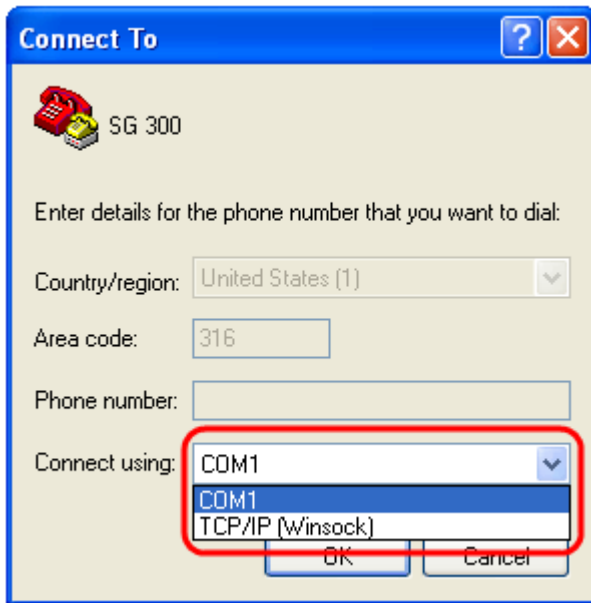 Connect To
SG 300
Enter details for the phone number that you want to dial:
Country/region: United States (1)
Area code: 316
Phone number:
Connect using: COM1
COM1
TCP/IP (Winsock)
OK Cancel